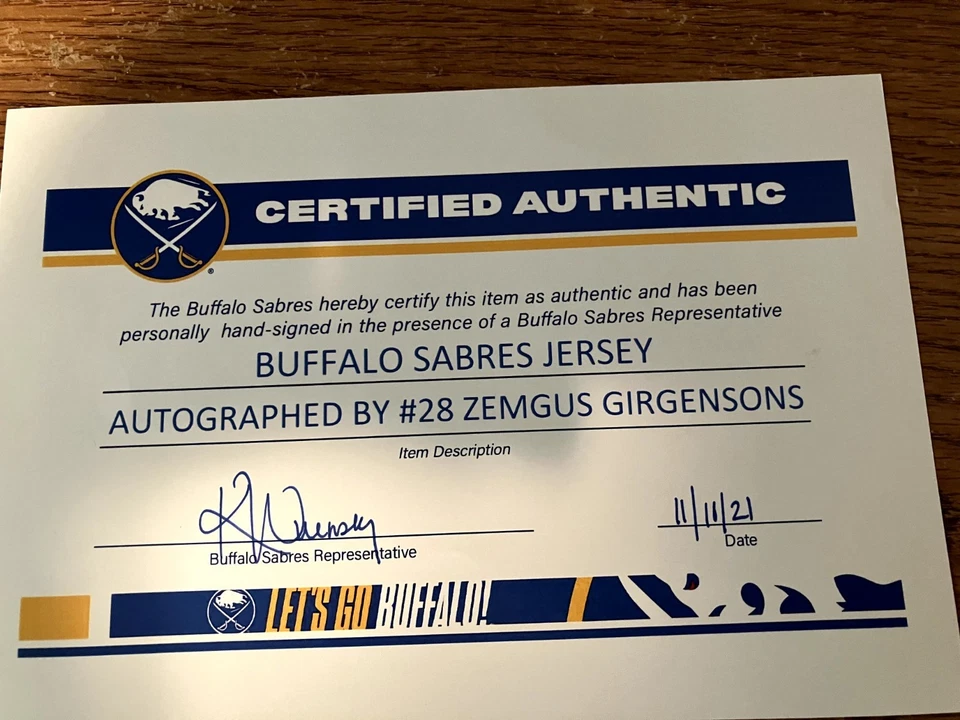 CERTIFIED AUTHENTIC
®
The Buffalo Sabres hereby certify this item as authentic and has been
personally hand-signed in the presence of a Buffalo Sabres Representative
BUFFALO SABRES JERSEY
AUTOGRAPHED BY #28 ZEMGUS GIRGENSONS
Item Description
11/11/21
Buffalo Sabres Representative
Date
LET'S GO BUFFALO!